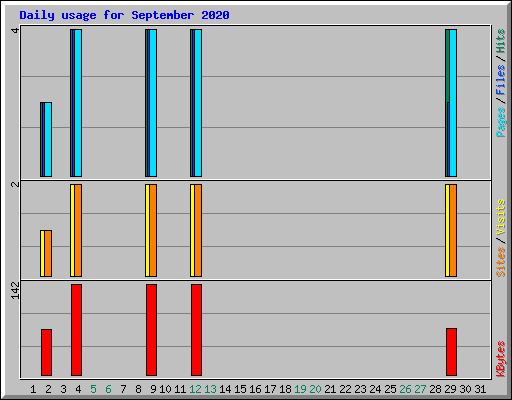 Daily usage for September 2020
4
2
142
Pages / Files / Hits
Sites / Visits
KBytes
1 2 3 4 5 6 7 8 9 10 11 12 13 14 15 16 17 18 19 20 21 22 23 24 25 26 27 28 29 30 31